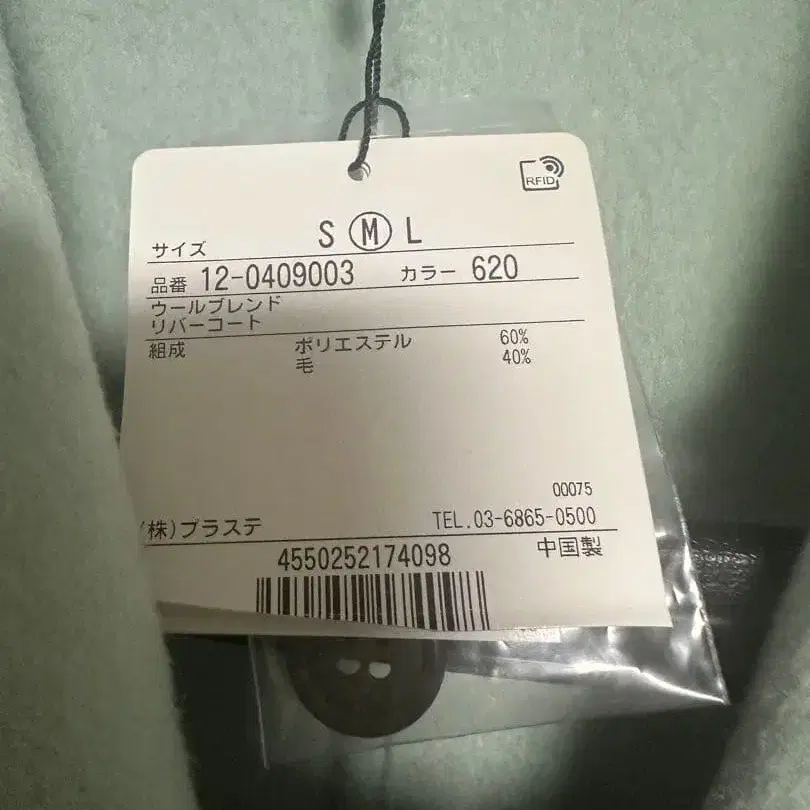 RFID
サイズ S Ⓜ L
品番 12-0409003 カラー 620
ウールブレンド
リバーコート
組成 ポリエステル 60%
毛 40%
00075
(株)プラステ TEL.03-6865-0500
4550252174098 中国製